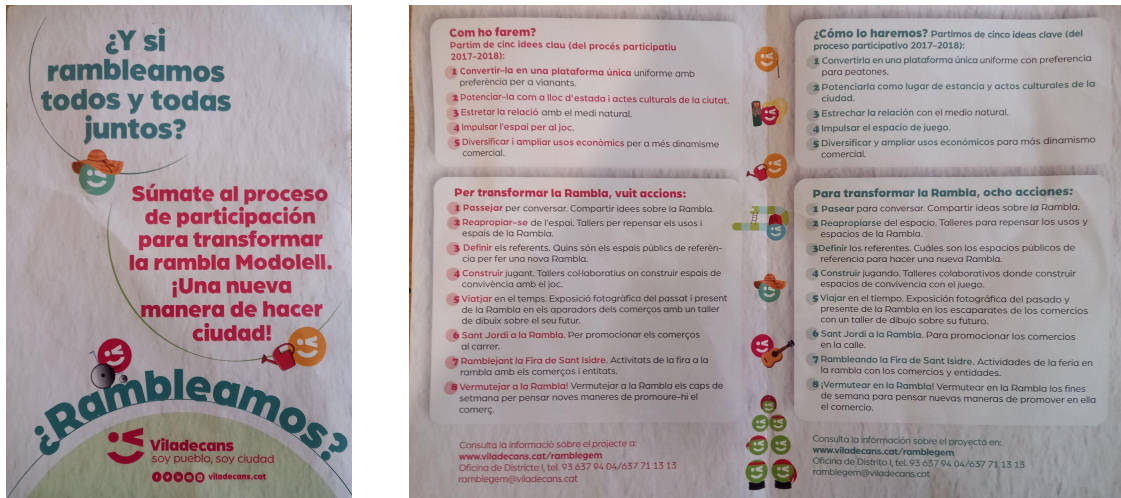 ¿Y si
rambleamos
todos y todas
juntos?
Súmate al proceso
de participación
para transformar
la rambla Modolell.
¡Una nueva
manera de hacer
ciudad!
¿Rambleamos?
Viladecans
soy pueblo, soy ciudad
viladecans.cat
Com ho farem?
Partim de cinc idees clau (del procés participatiu
2017-2018):
1 Convertir-la en una plataforma única uniforme amb
preferència per a vianants.
2 Potenciar-la com a lloc d'estada i actes culturals de la ciutat.
3 Estretar la relació amb el medi natural.
4 Impulsar l'espai per al joc.
5 Diversificar i ampliar usos econòmics per a més dinamisme
comercial.
Per transformar la Rambla, vuit accions:
1 Passejar per conversar. Compartir idees sobre la Rambla.
2 Reapropiar-se de l'espai. Tallers per repensar els usos i
espais de la Rambla.
3 Definir els referents. Quins són els espais públics de referèn-
cia per fer una nova Rambla.
4 Construir jugant. Tallers col·laboratius on construir espais de
convivència amb el joc.
5 Viatjar en el temps. Exposició fotogràfica del passat i present
de la Rambla en els aparadors dels comerços amb un taller
de dibuix sobre el seu futur.
6 Sant Jordi a la Rambla. Per promocionar els comerços
al carrer.
7 Ramblejant la Fira de Sant Isidre. Activitats de la fira a la
rambla amb els comerços i entitats.
8 Vermutejar a la Rambla! Vermutejar a la Rambla els caps de
setmana per pensar noves maneres de promoure-hi el
comerç.
Consulta la informació sobre el projecte a:
www.viladecans.cat/ramblegem
Oficina de Districte I, tel. 93 637 94 04/637 71 13 13
ramblegem@viladecans.cat
¿Cómo lo haremos? Partimos de cinco ideas clave (del
proceso participativo 2017-2018):
1 Convertirla en una plataforma única uniforme con preferencia
para peatones.
2 Potenciarla como lugar de estancia y actos culturales de la
ciudad.
3 Estrechar la relación con el medio natural.
4 Impulsar el espacio de juego.
5 Diversificar y ampliar usos económicos para más dinamismo
comercial.
Para transformar la Rambla, ocho acciones:
1 Pasear para conversar. Compartir ideas sobre la Rambla.
2 Reapropiarse del espacio. Talleres para repensar los usos y
espacios de la Rambla.
3 Definir los referentes. Cuáles son los espacios públicos de
referencia para hacer una nueva Rambla.
4 Construir jugando. Talleres colaborativos donde construir
espacios de convivencia con el juego.
5 Viajar en el tiempo. Exposición fotográfica del pasado y
presente de la Rambla en los escaparates de los comercios
con un taller de dibujo sobre su futuro.
6 Sant Jordi a la Rambla. Para promocionar los comercios
en la calle.
7 Rambleando la Fira de Sant Isidre. Actividades de la feria en
la rambla con los comercios y entidades.
8 ¡Vermutear en la Rambla! Vermutear en la Rambla los fines
de semana para pensar nuevas maneras de promover en ella
el comercio.
Consulta la información sobre el proyecto en:
www.viladecans.cat/ramblegem
Oficina de Distrito I, tel. 93 637 94 04/637 71 13 13
ramblegem@viladecans.cat